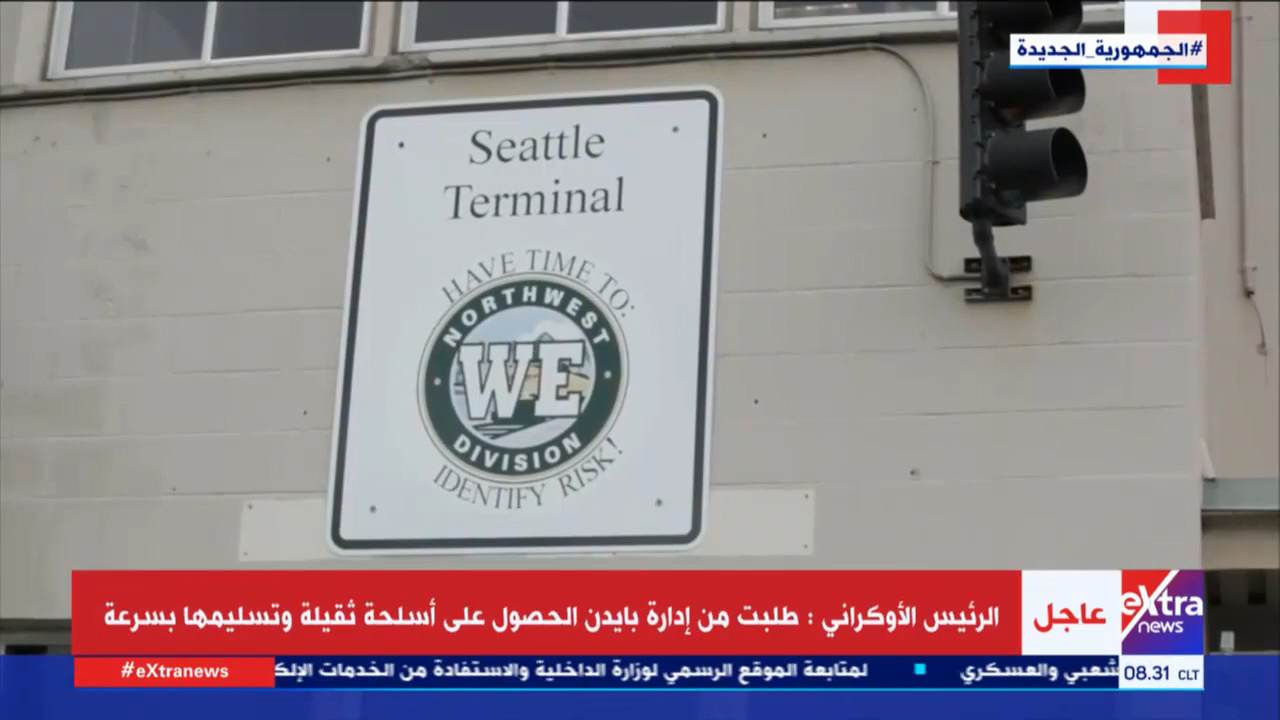 #الجمهورية_الجديدة
Seattle
Terminal
HAVE TIME TO:
NORTHWEST
WE
DIVISION
IDENTIFY RISK!
عاجل
الرئيس الأوكراني : طلبت من إدارة بايدن الحصول على أسلحة ثقيلة وتسليمها بسرعة
eXtra
news
#eXtranews
شعبي والعسكري ■ لمتابعة الموقع الرسمي لوزارة الداخلية والاستفادة من الخدمات الإلك
08.31 CLT